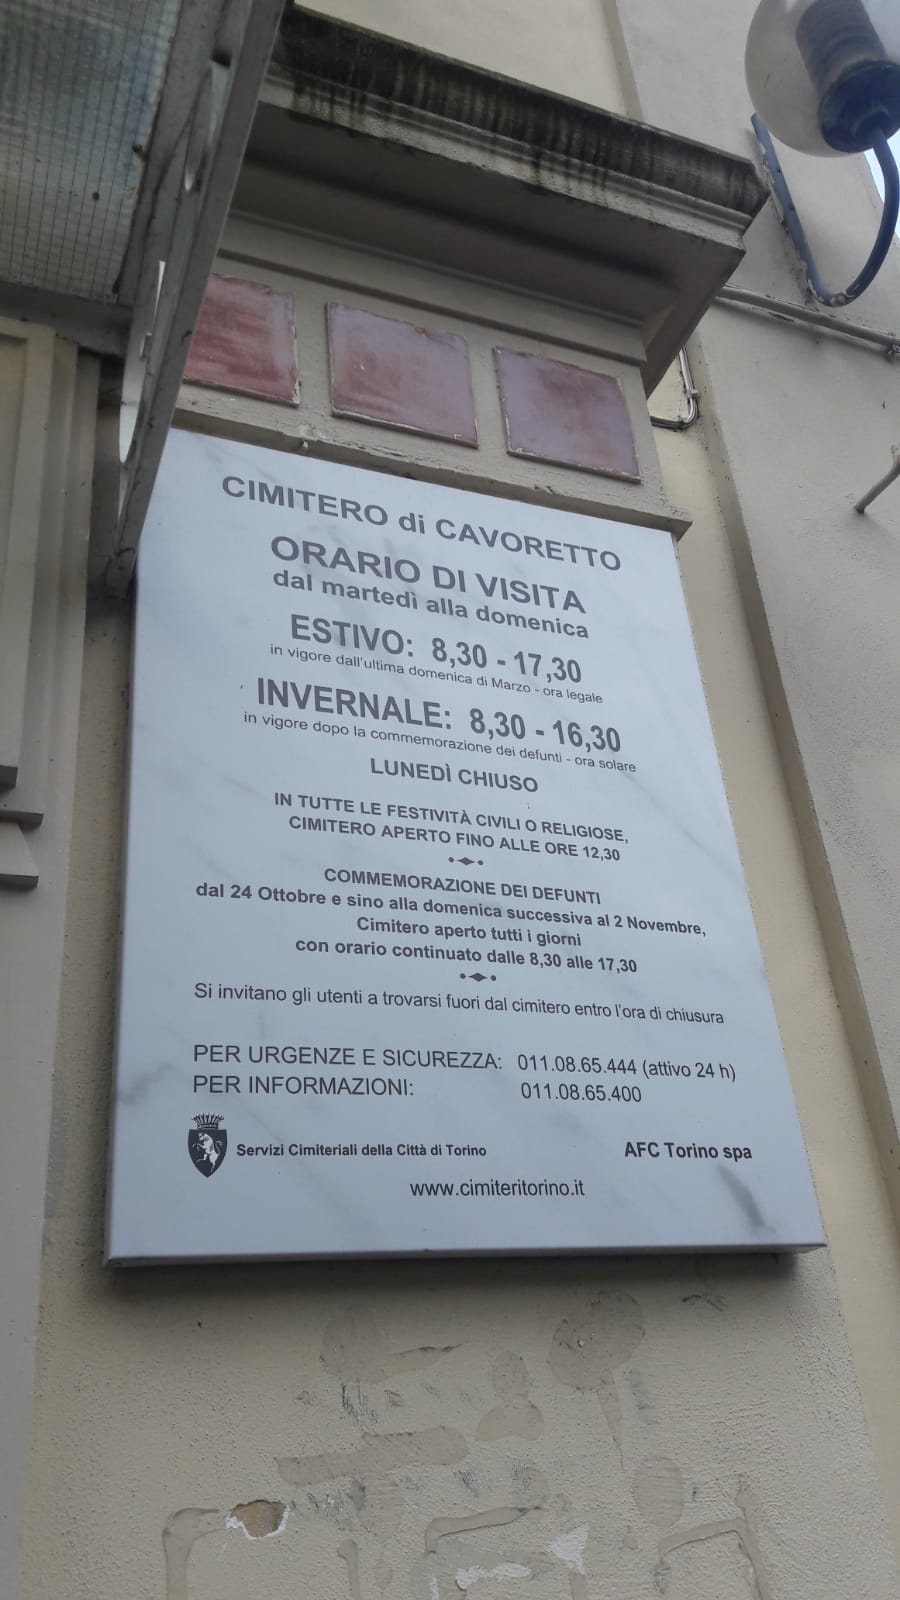 CIMITERO di CAVORETTO
ORARIO DI VISITA
dal martedì alla domenica
ESTIVO: 8,30 - 17,30
in vigore dall'ultima domenica di Marzo - ora legale
INVERNALE: 8,30 - 16,30
in vigore dopo la commemorazione dei defunti - ora solare
LUNEDÌ CHIUSO
IN TUTTE LE FESTIVITÀ CIVILI O RELIGIOSE,
CIMITERO APERTO FINO ALLE ORE 12,30
COMMEMORAZIONE DEI DEFUNTI
dal 24 Ottobre e sino alla domenica successiva al 2 Novembre,
Cimitero aperto tutti i giorni
con orario continuato dalle 8,30 alle 17,30
Si invitano gli utenti a trovarsi fuori dal cimitero entro l'ora di chiusura
PER URGENZE E SICUREZZA: 011.08.65.444 (attivo 24 h)
PER INFORMAZIONI: 011.08.65.400
Servizi Cimiteriali della Città di Torino AFC Torino spa
www.cimiteritorino.it